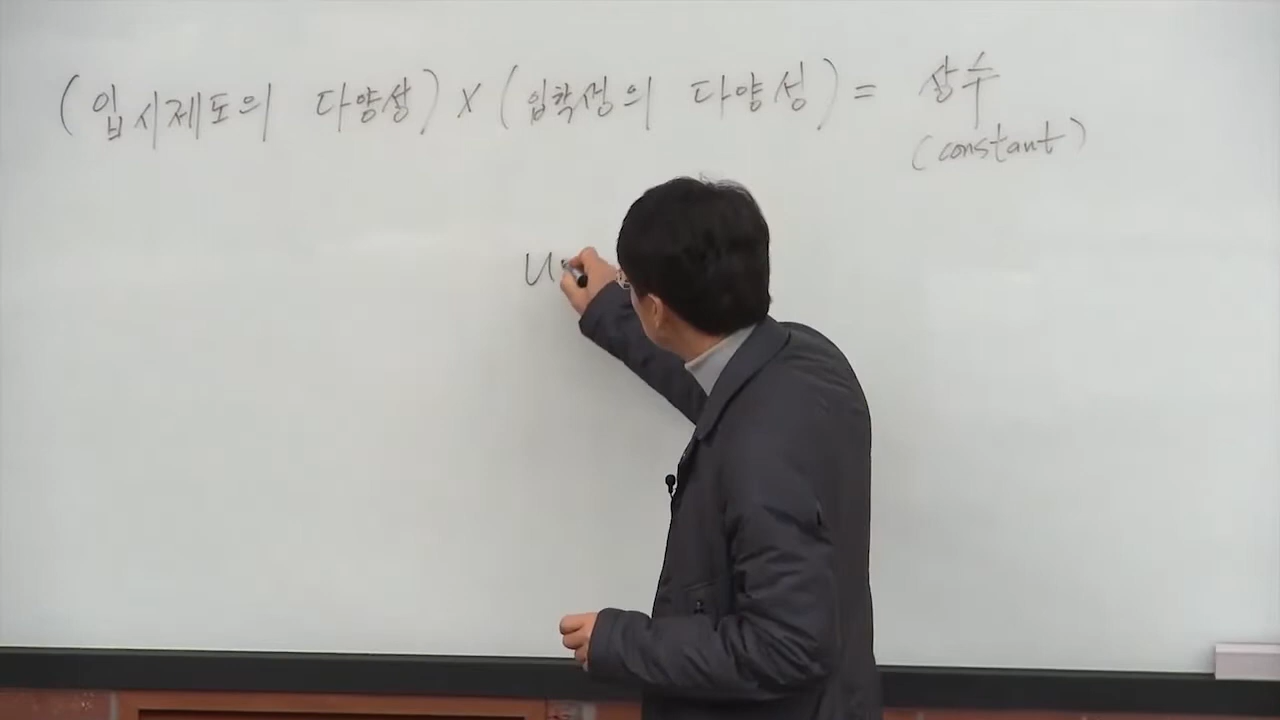 (입시제도의 다양성) × (입학생의 다양성) = 상수
(constant)